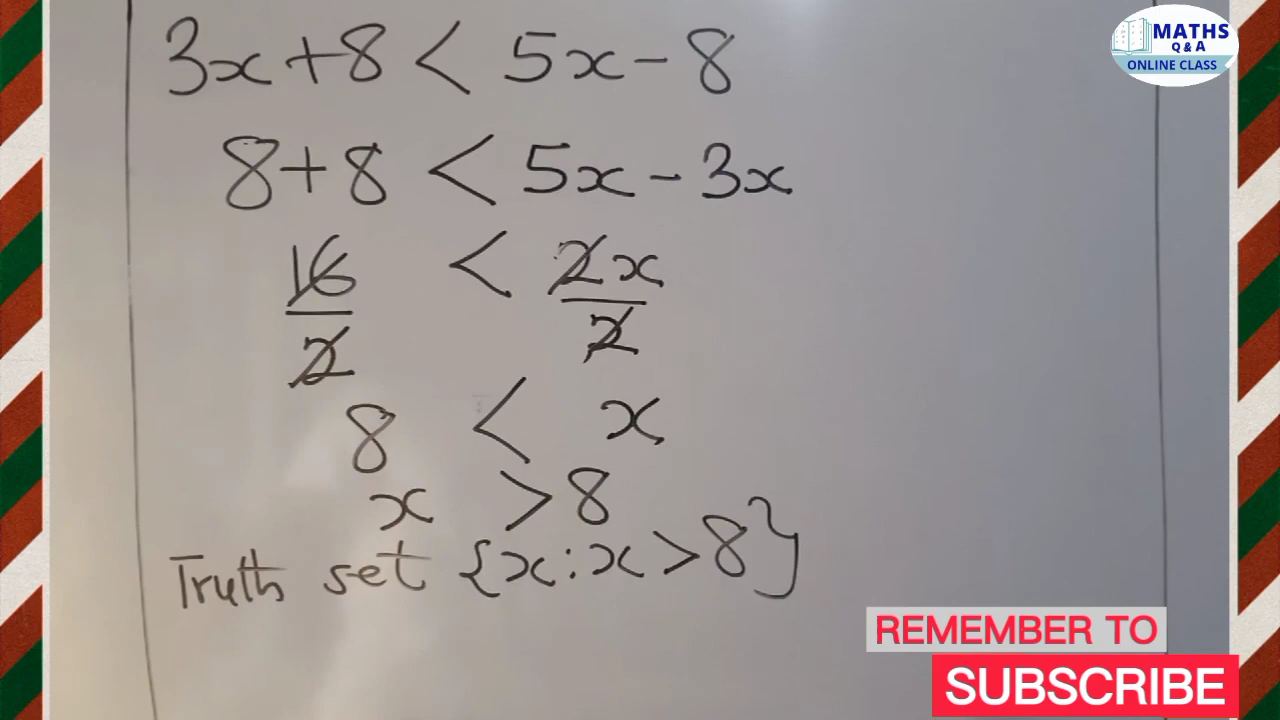 MATHS
Q & A
ONLINE CLASS
3x + 8 < 5x - 8
8 + 8 < 5x - 3x
16/2 < 2x/2
8 < x
x > 8
Truth set {x : x > 8}
REMEMBER TO
SUBSCRIBE